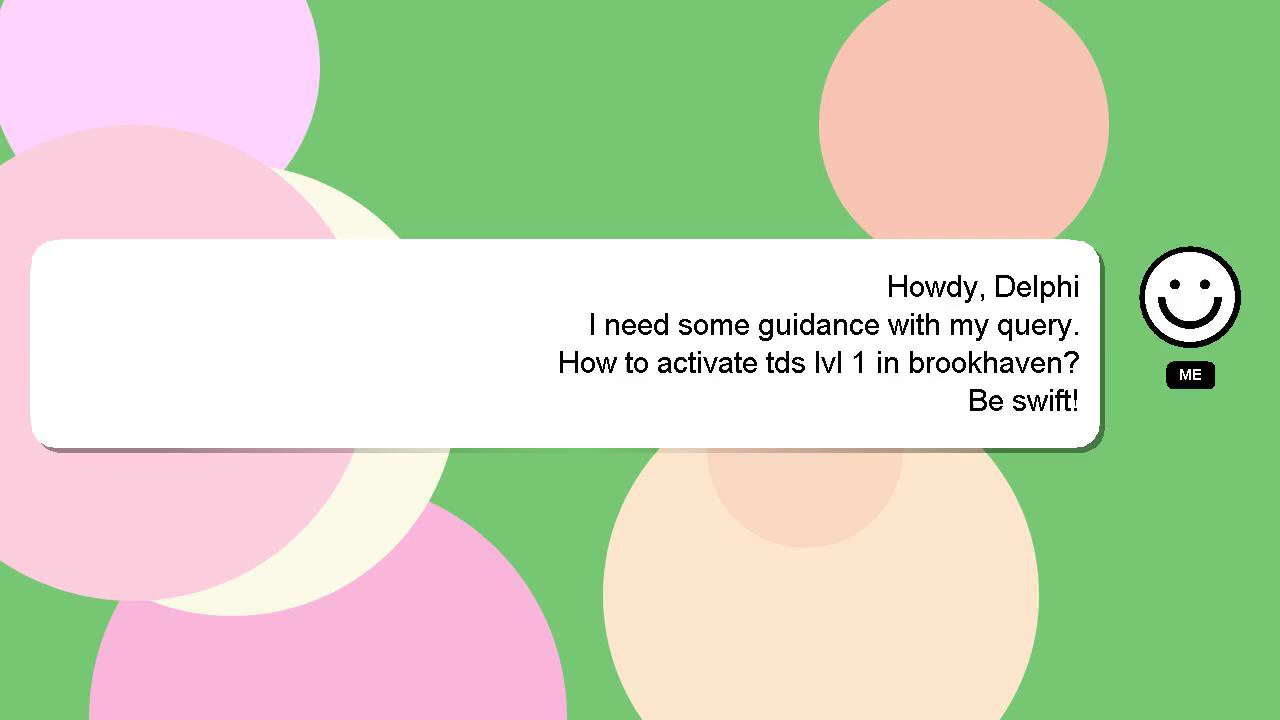 Howdy, Delphi
I need some guidance with my query.
How to activate tds lvl 1 in brookhaven?
Be swift!
ME